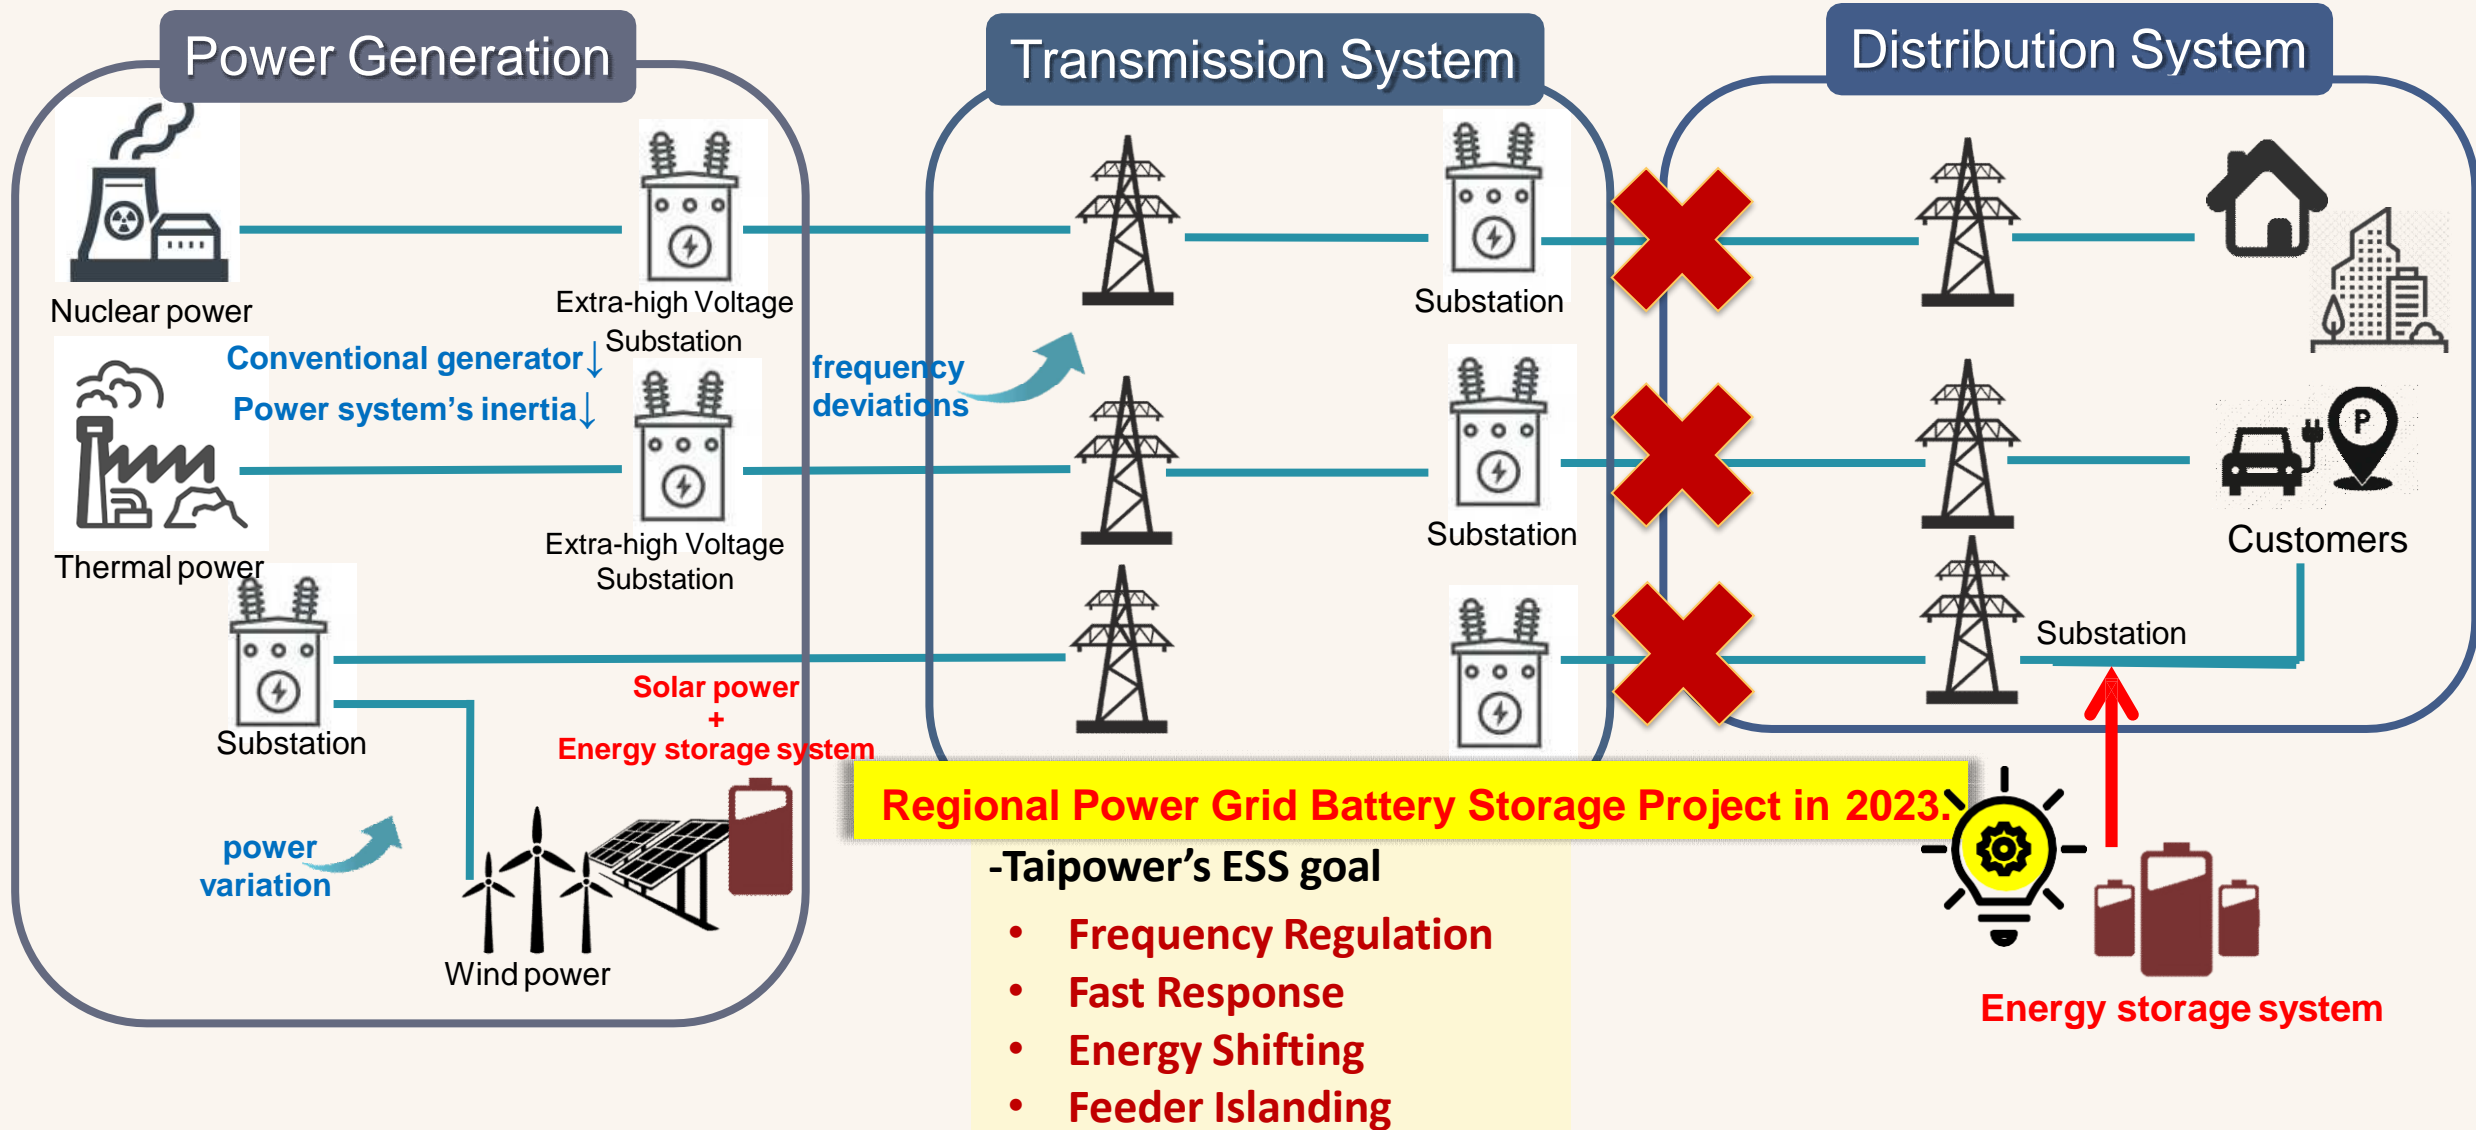 Power Generation
Transmission System
Distribution System
Nuclear power
Extra-high Voltage
Substation
Substation
Conventional generator↓
Power system's inertia↓
frequency
deviations
P
Thermal power
Extra-high Voltage
Substation
Substation
Customers
Substation
Substation
Solar power
+
Energy storage system
power
variation
Wind power
Regional Power Grid Battery Storage Project in 2023.
-Taipower's ESS goal
• Frequency Regulation
• Fast Response
• Energy Shifting
• Feeder Islanding
Energy storage system